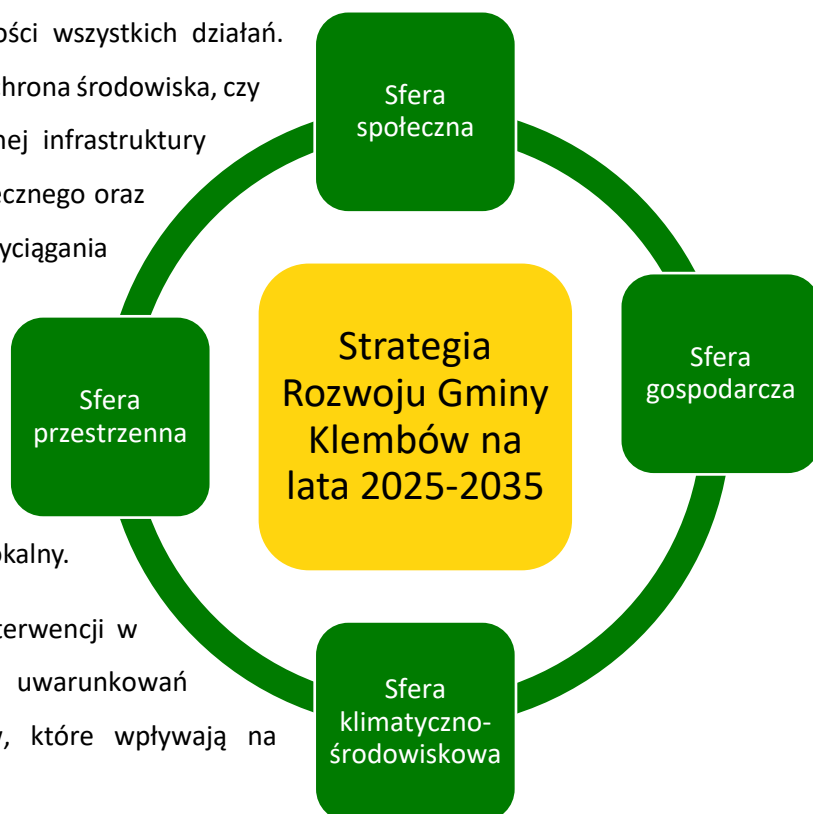 ości wszystkich działań.
chrona środowiska, czy
nej infrastruktury
ecznego oraz
yciągania
okalny.
terwencji w
uwarunkowań
, które wpływają na
Sfera
społeczna
Sfera
gospodarcza
Sfera
klimatyczno-
środowiskowa
Sfera
przestrzenna
Strategia
Rozwoju Gminy
Klembów na
lata 2025-2035